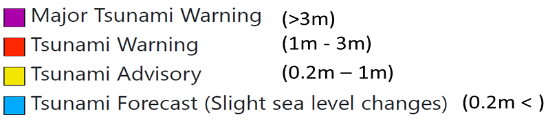 Major Tsunami Warning (>3m)
Tsunami Warning (1m - 3m)
Tsunami Advisory (0.2m – 1m)
Tsunami Forecast (Slight sea level changes) (0.2m < )